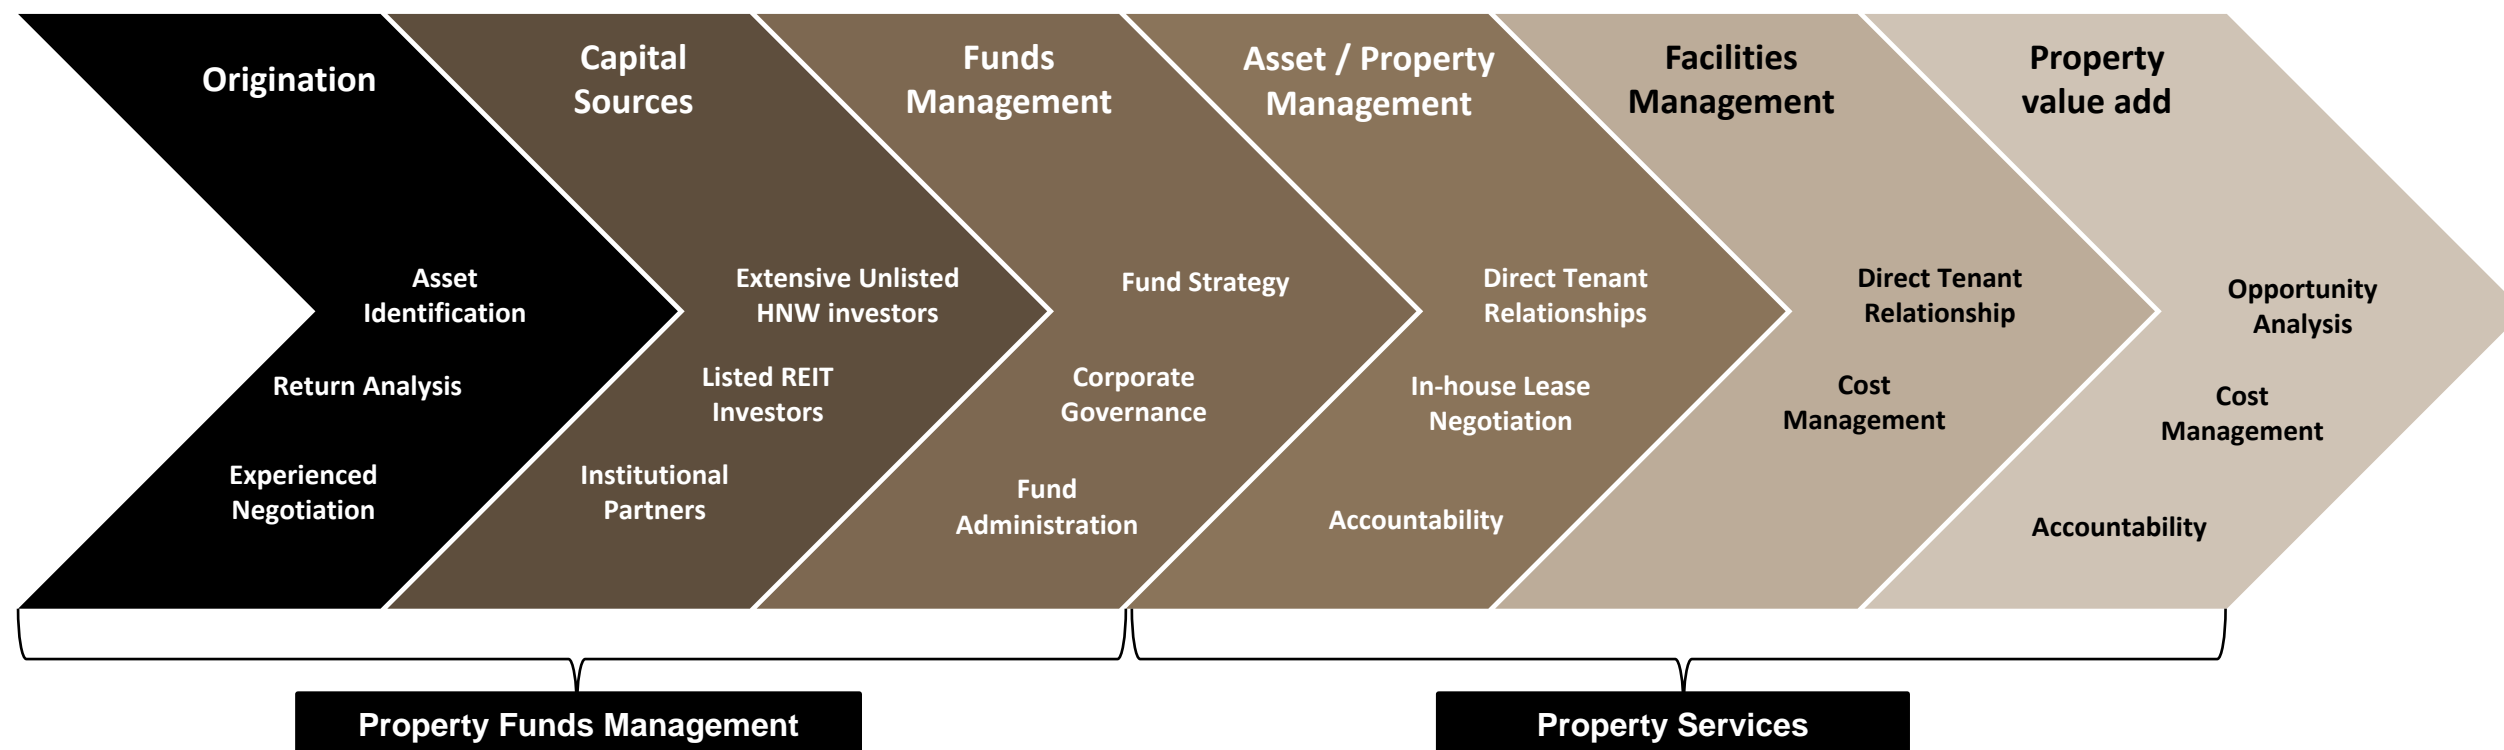 Origination
Asset
Identification
Return Analysis
Experienced
Negotiation
Capital
Sources
Extensive Unlisted
HNW investors
Listed REIT
Investors
Institutional
Partners
Funds
Management
Fund Strategy
Corporate
Governance
Fund
Administration
Asset / Property
Management
Direct Tenant
Relationships
In-house Lease
Negotiation
Accountability
Facilities
Management
Direct Tenant
Relationship
Cost
Management
Property
value add
Opportunity
Analysis
Cost
Management
Accountability
Property Funds Management
Property Services